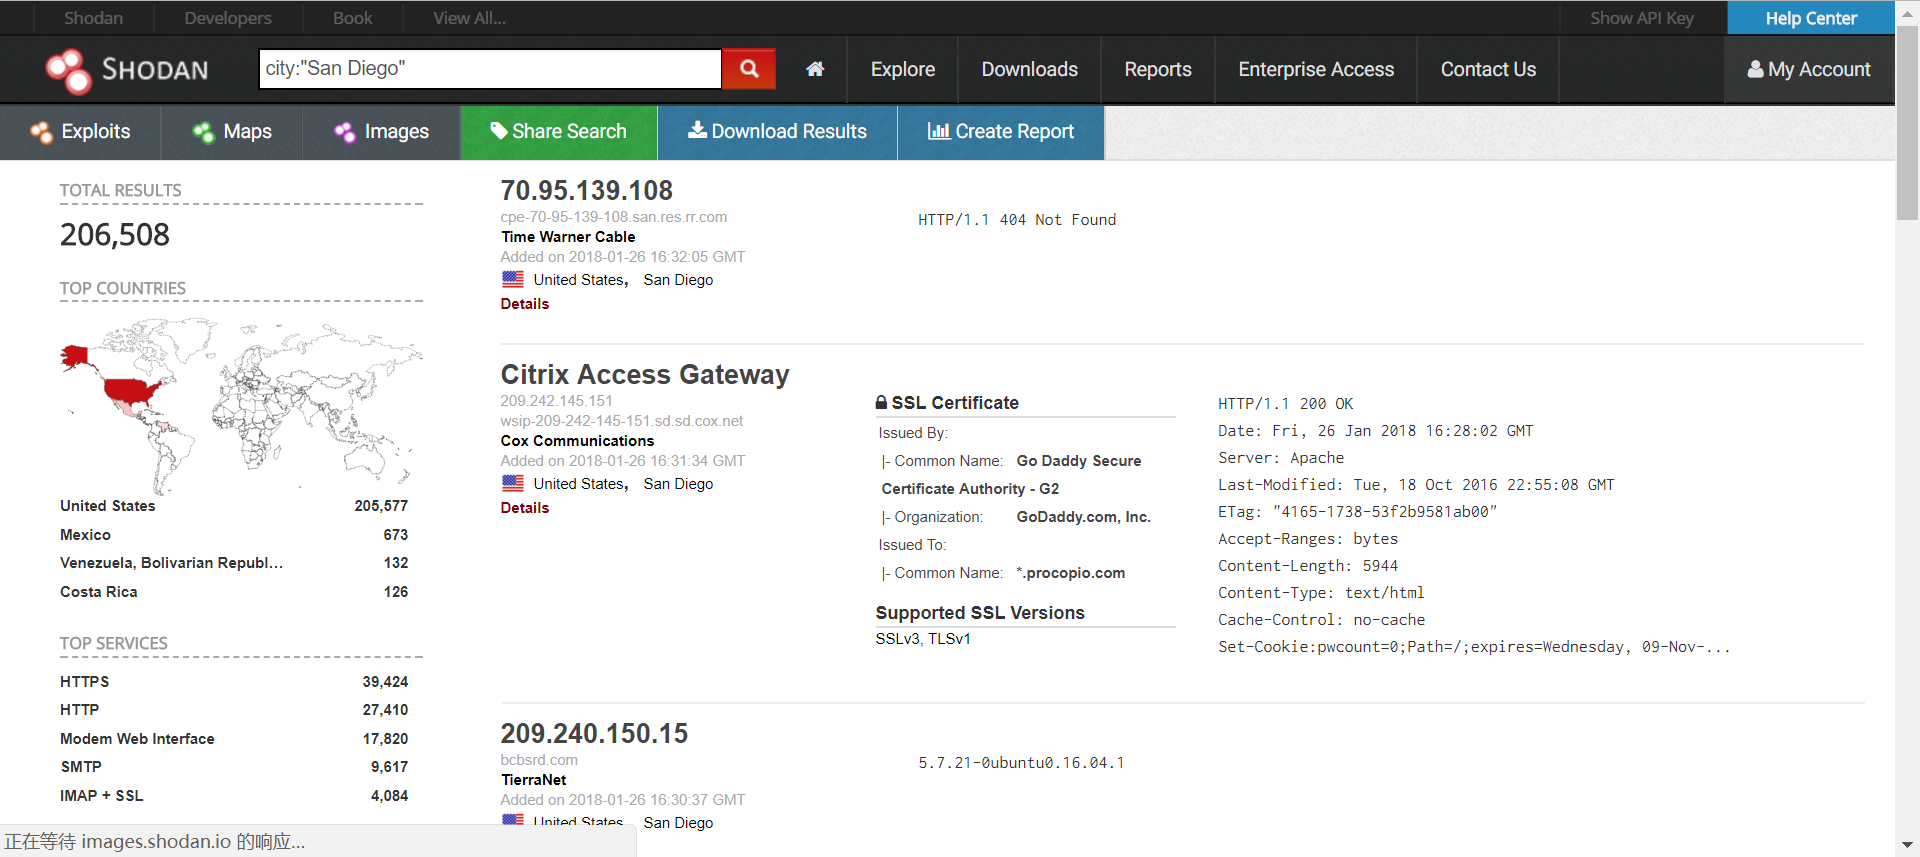 Shodan Developers Book View All... Show API Key Help Center
SHODAN city:"San Diego" Explore Downloads Reports Enterprise Access Contact Us My Account
Exploits Maps Images Share Search Download Results Create Report
TOTAL RESULTS
206,508
TOP COUNTRIES
United States 205,577
Mexico 673
Venezuela, Bolivarian Republ... 132
Costa Rica 126
TOP SERVICES
HTTPS 39,424
HTTP 27,410
Modem Web Interface 17,820
SMTP 9,617
IMAP + SSL 4,084
70.95.139.108
cpe-70-95-139-108.san.res.rr.com
Time Warner Cable
Added on 2018-01-26 16:32:05 GMT
United States, San Diego
Details
HTTP/1.1 404 Not Found
Citrix Access Gateway
209.242.145.151
wsip-209-242-145-151.sd.sd.cox.net
Cox Communications
Added on 2018-01-26 16:31:34 GMT
United States, San Diego
Details
SSL Certificate
Issued By:
|- Common Name: Go Daddy Secure
Certificate Authority - G2
|- Organization: GoDaddy.com, Inc.
Issued To:
|- Common Name: *.procopio.com
Supported SSL Versions
SSLv3, TLSv1
HTTP/1.1 200 OK
Date: Fri, 26 Jan 2018 16:28:02 GMT
Server: Apache
Last-Modified: Tue, 18 Oct 2016 22:55:08 GMT
ETag: "4165-1738-53f2b9581ab00"
Accept-Ranges: bytes
Content-Length: 5944
Content-Type: text/html
Cache-Control: no-cache
Set-Cookie:pwcount=0;Path=/;expires=Wednesday, 09-Nov-...
209.240.150.15
bcbsrd.com
TierraNet
Added on 2018-01-26 16:30:37 GMT
United States, San Diego
5.7.21-0ubuntu0.16.04.1
正在等待 images.shodan.io 的响应...